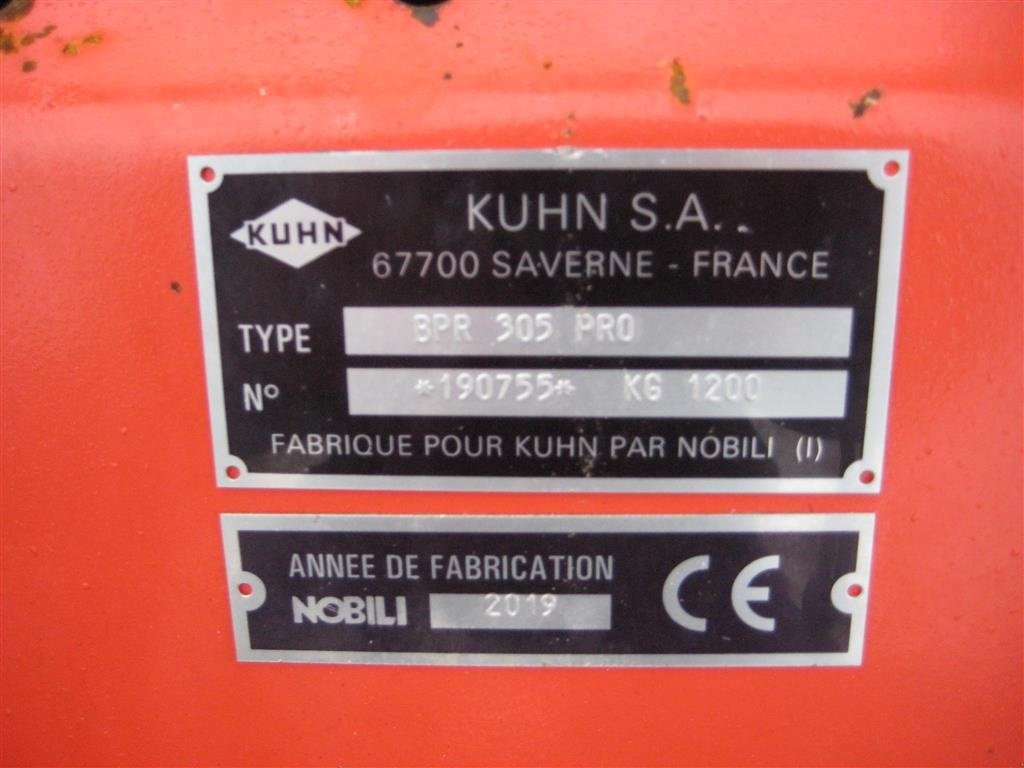 KUHN
KUHN S.A.
67700 SAVERNE - FRANCE
TYPE BPR 305 PRO
N° *190755* KG 1200
FABRIQUE POUR KUHN PAR NOBILI (I)
ANNEE DE FABRICATION
NOBILI 2019
CE